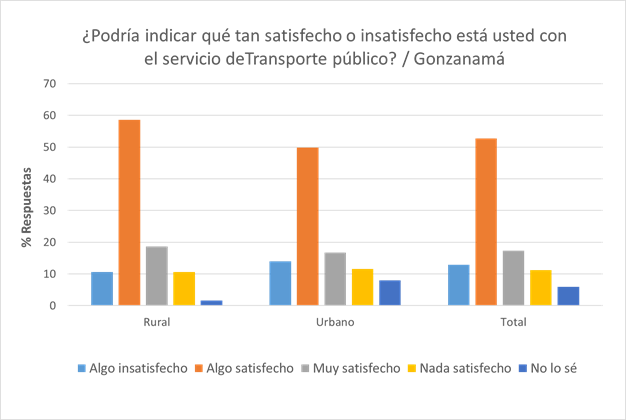 ¿Podría indicar qué tan satisfecho o insatisfecho está usted con
el servicio deTransporte público? / Gonzanamá
70
60
50
40
30
20
10
0
% Respuestas
Rural Urbano Total
Algo insatisfecho Algo satisfecho Muy satisfecho Nada satisfecho No lo sé